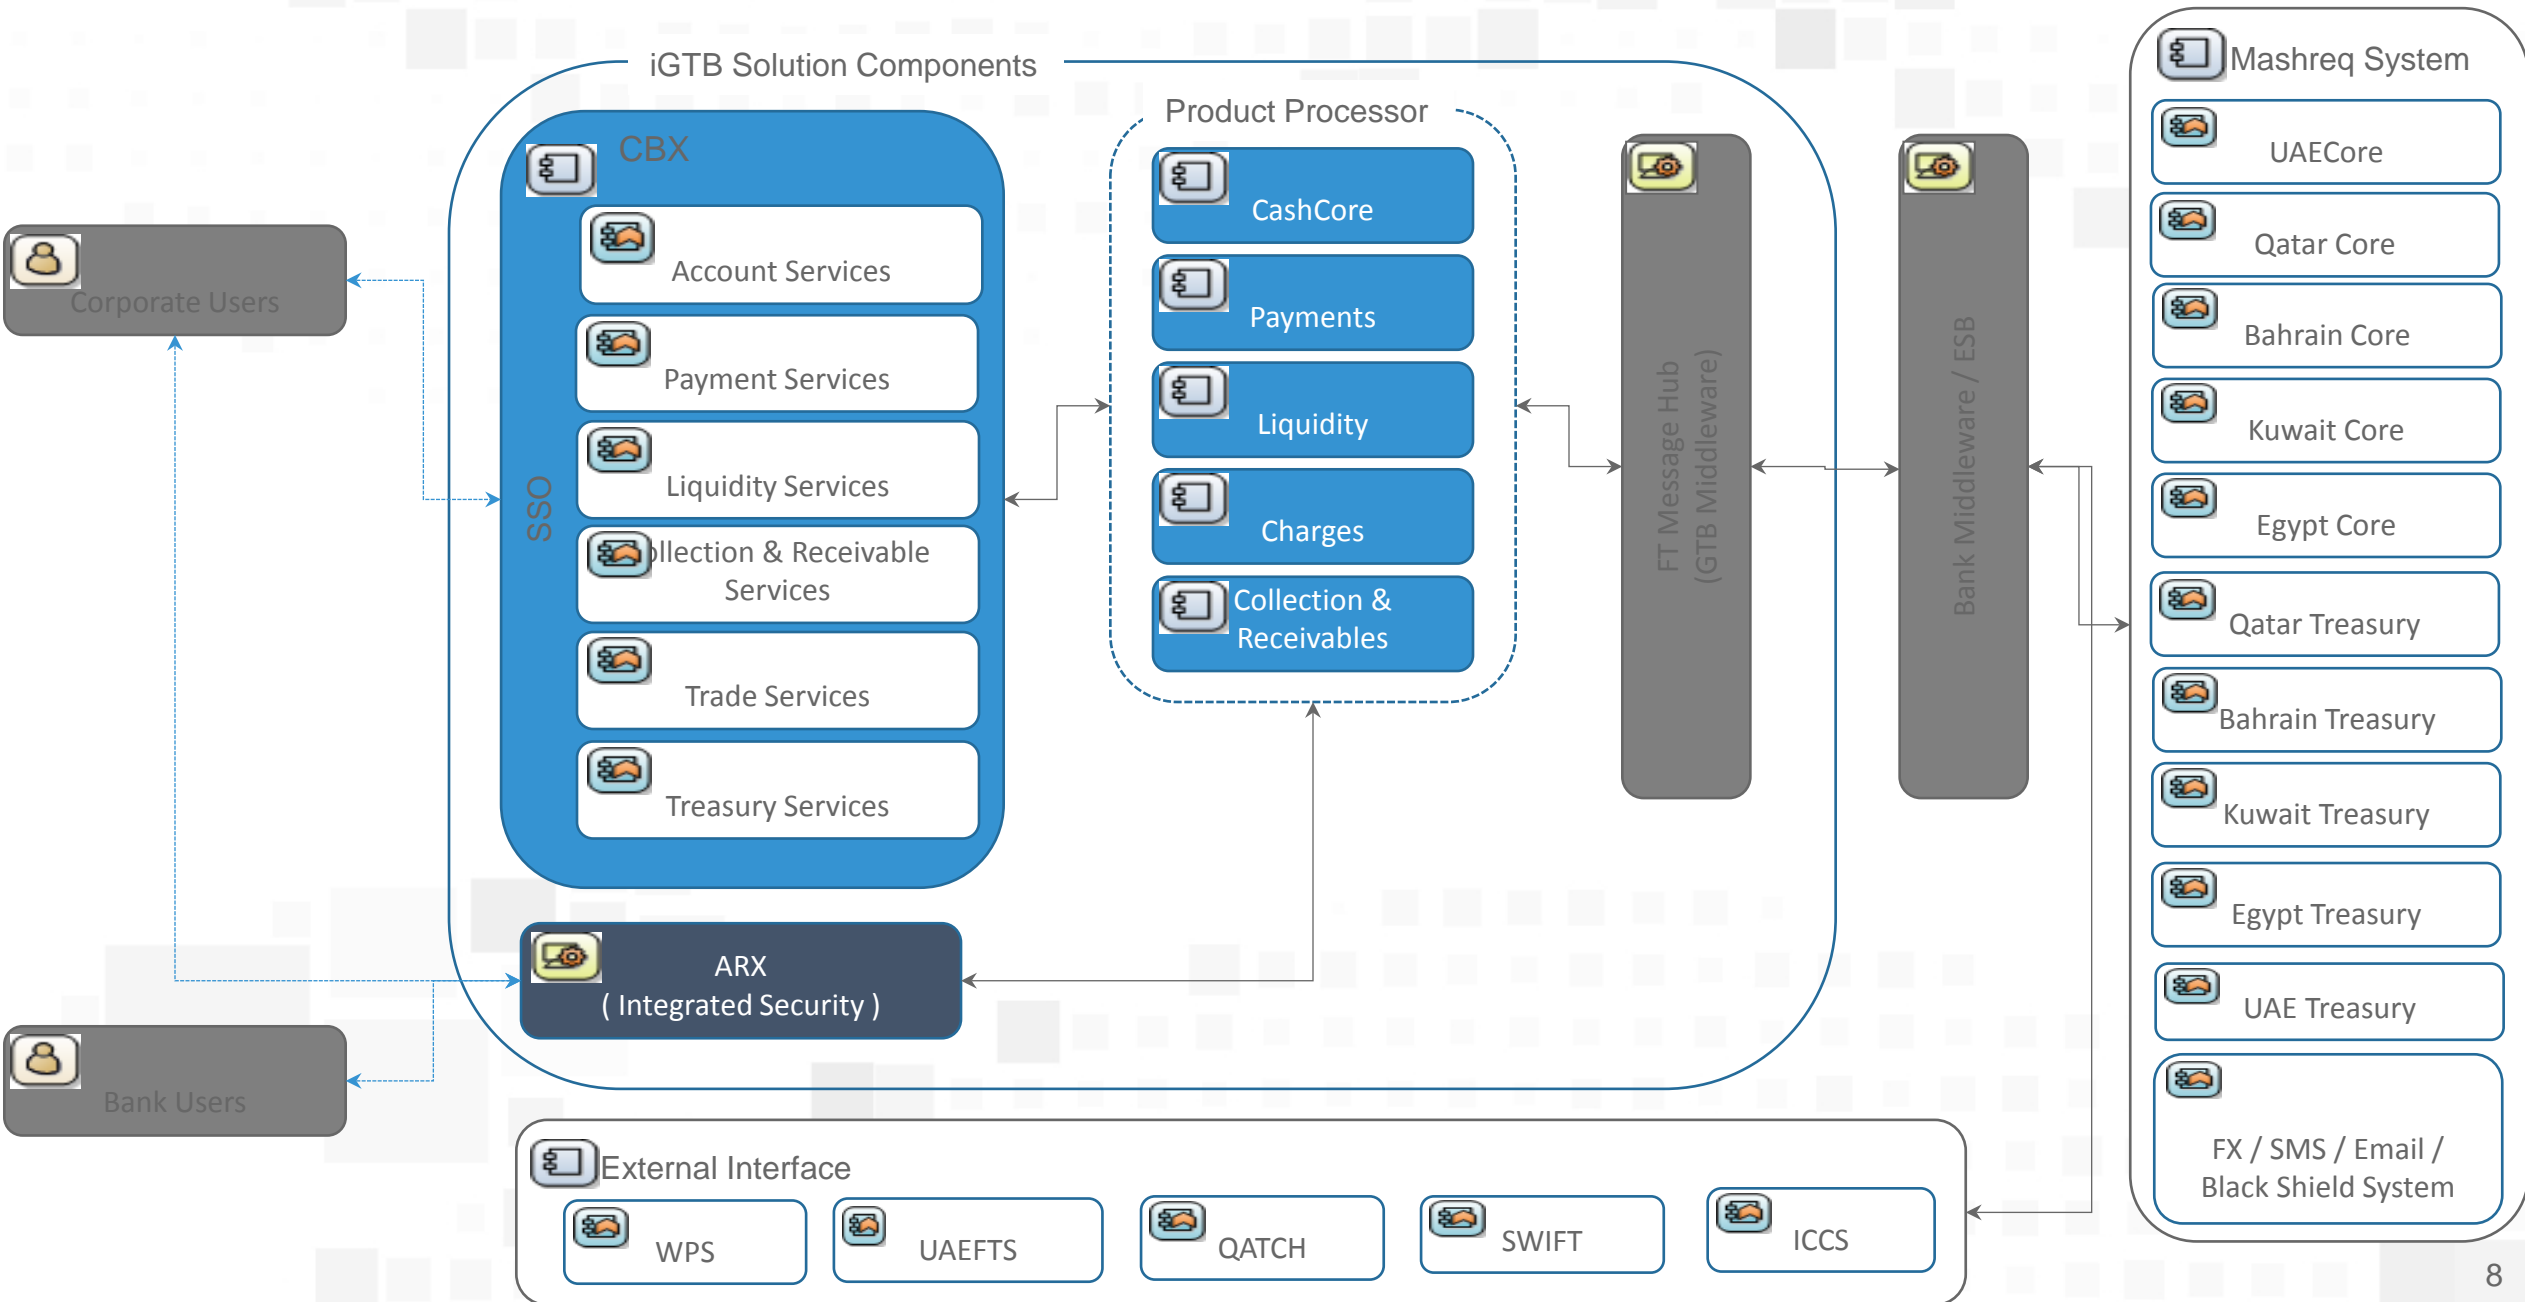 iGTB Solution Components
CBX
SSO
Account Services
Payment Services
Liquidity Services
ollection & Receivable
Services
Trade Services
Treasury Services
Product Processor
CashCore
Payments
Liquidity
Charges
Collection &
Receivables
FT Message Hub
(GTB Middleware)
Bank Middleware / ESB
Corporate Users
Bank Users
ARX
( Integrated Security )
External Interface
WPS
UAEFTS
QATCH
SWIFT
ICCS
Mashreq System
UAECore
Qatar Core
Bahrain Core
Kuwait Core
Egypt Core
Qatar Treasury
Bahrain Treasury
Kuwait Treasury
Egypt Treasury
UAE Treasury
FX / SMS / Email /
Black Shield System
8